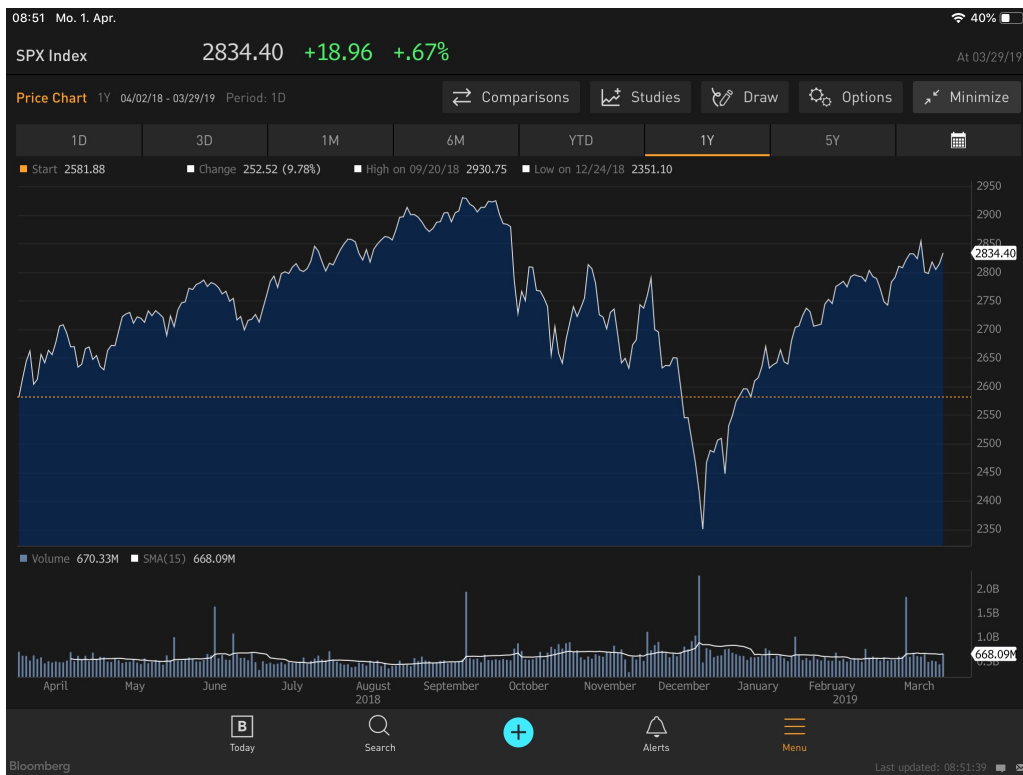 08:51 Mo. 1. Apr. 40%
SPX Index 2834.40 +18.96 +.67% At 03/29/19
Price Chart 1Y 04/02/18 - 03/29/19 Period: 1D Comparisons Studies Draw Options Minimize
1D 3D 1M 6M YTD 1Y 5Y
Start 2581.88 Change 252.52 (9.78%) High on 09/20/18 2930.75 Low on 12/24/18 2351.10
2950
2900
2850
2834.40
2800
2750
2700
2650
2600
2550
2500
2450
2400
2350
Volume 670.33M SMA(15) 668.09M
2.0B
1.5B
1.0B
668.09M
0.5B
April May June July August September October November December January February March
2018 2019
B
Today Search Alerts Menu
Bloomberg Last updated: 08:51:39